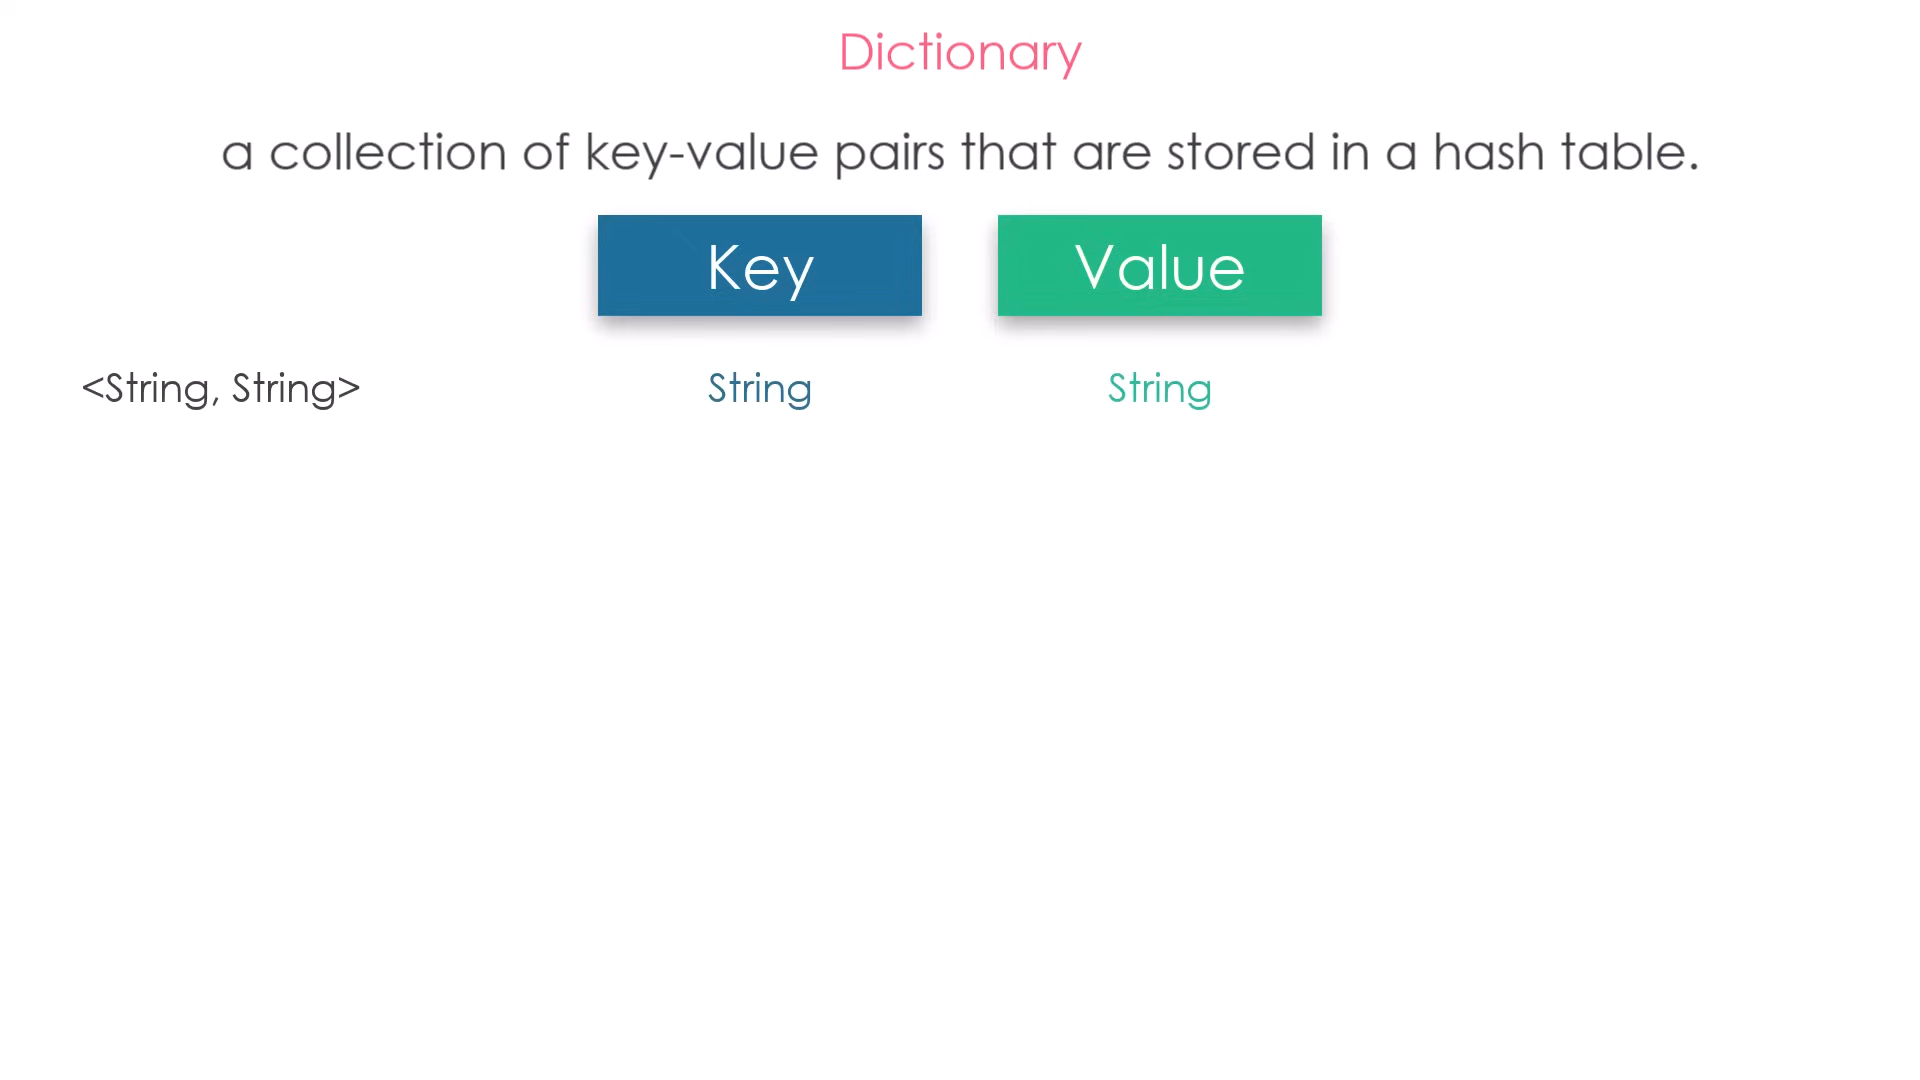 Dictionary
a collection of key-value pairs that are stored in a hash table.
Key Value
<String, String> String String